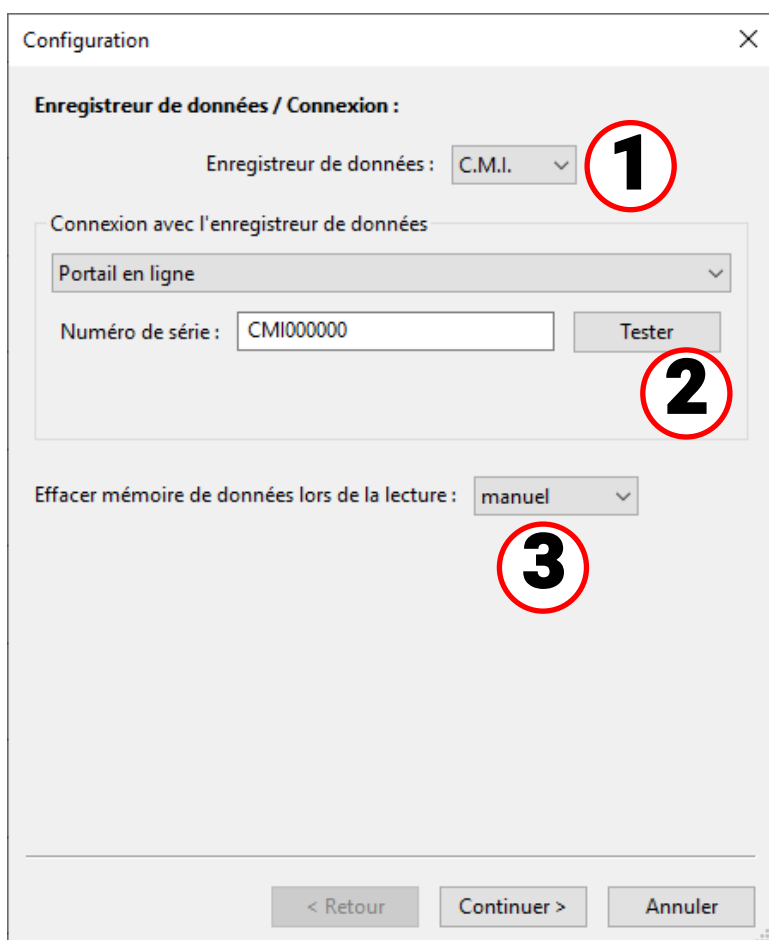 Configuration
Enregistreur de données / Connexion :
Enregistreur de données : C.M.I. 1
Connexion avec l'enregistreur de données
Portail en ligne
Numéro de série : CMI000000 Tester
2
Effacer mémoire de données lors de la lecture : manuel
3
< Retour Continuer > Annuler